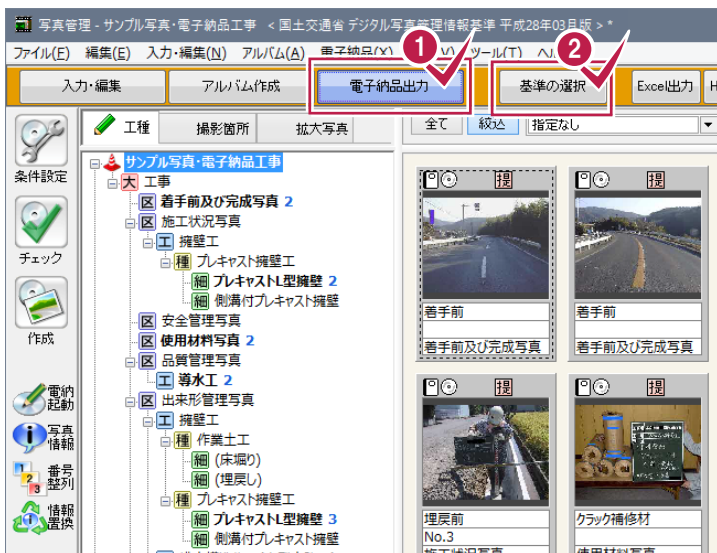 写真管理 - サンプル写真・電子納品工事 < 国土交通省 デジタル写真管理情報基準 平成28年03月版 > *
ファイル(F) 編集(E) 入力・編集(N) アルバム(A) 電子納品(X) (V) ツール(T)
1
2
入力・編集 アルバム作成 電子納品出力 基準の選択 Excel出力 H
工種 撮影箇所 拡大写真
全て 絞込 指定なし
条件設定
チェック
作成
電納起動
写真情報
番号整列
情報置換
サンプル写真・電子納品工事
大 工事
区 着手前及び完成写真 2
区 施工状況写真
工 擁壁工
種 プレキャスト擁壁工
細 プレキャストL型擁壁 2
細 側溝付プレキャスト擁壁
区 安全管理写真
区 使用材料写真 2
区 品質管理写真
工 導水工 2
区 出来形管理写真
工 擁壁工
種 作業土工
細 (床堀り)
細 (埋戻し)
種 プレキャスト擁壁工
細 プレキャストL型擁壁 3
細 側溝付プレキャスト擁壁
提
着手前
着手前及び完成写真
提
着手前
着手前及び完成写真
提
埋戻前
No.3
施工状況写真
提
クラック補修材
使用材料写真